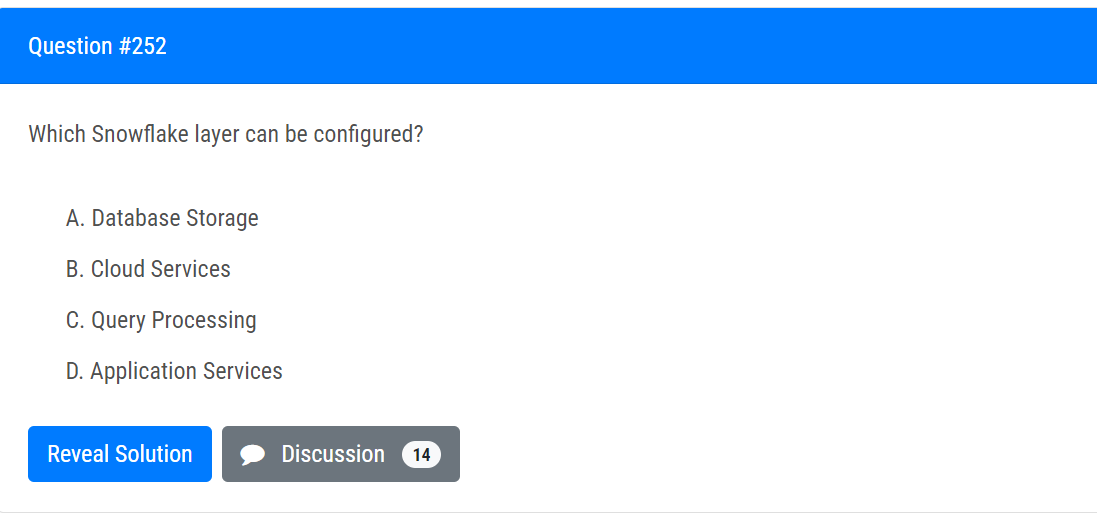 Question #252
Which Snowflake layer can be configured?
A. Database Storage
B. Cloud Services
C. Query Processing
D. Application Services
Reveal Solution
Discussion 14